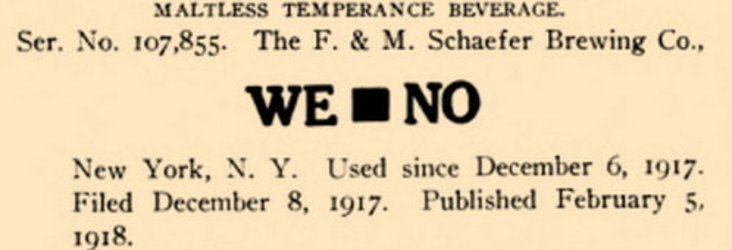 MALTLESS TEMPERANCE BEVERAGE.
Ser. No. 107,855. The F. & M. Schaefer Brewing Co.,
WE ■ NO
New York, N. Y. Used since December 6, 1917.
Filed December 8, 1917. Published February 5,
1918.